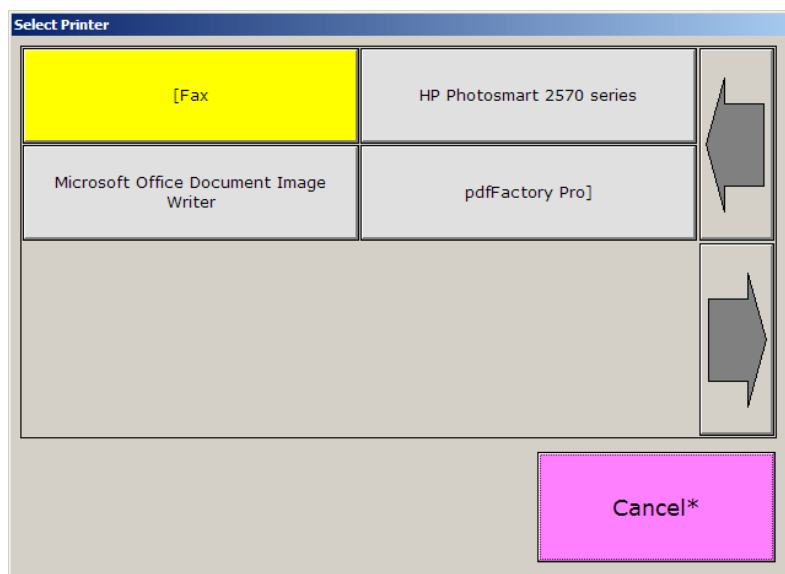 Select Printer
[Fax
HP Photosmart 2570 series
Microsoft Office Document Image
Writer
pdfFactory Pro]
Cancel*